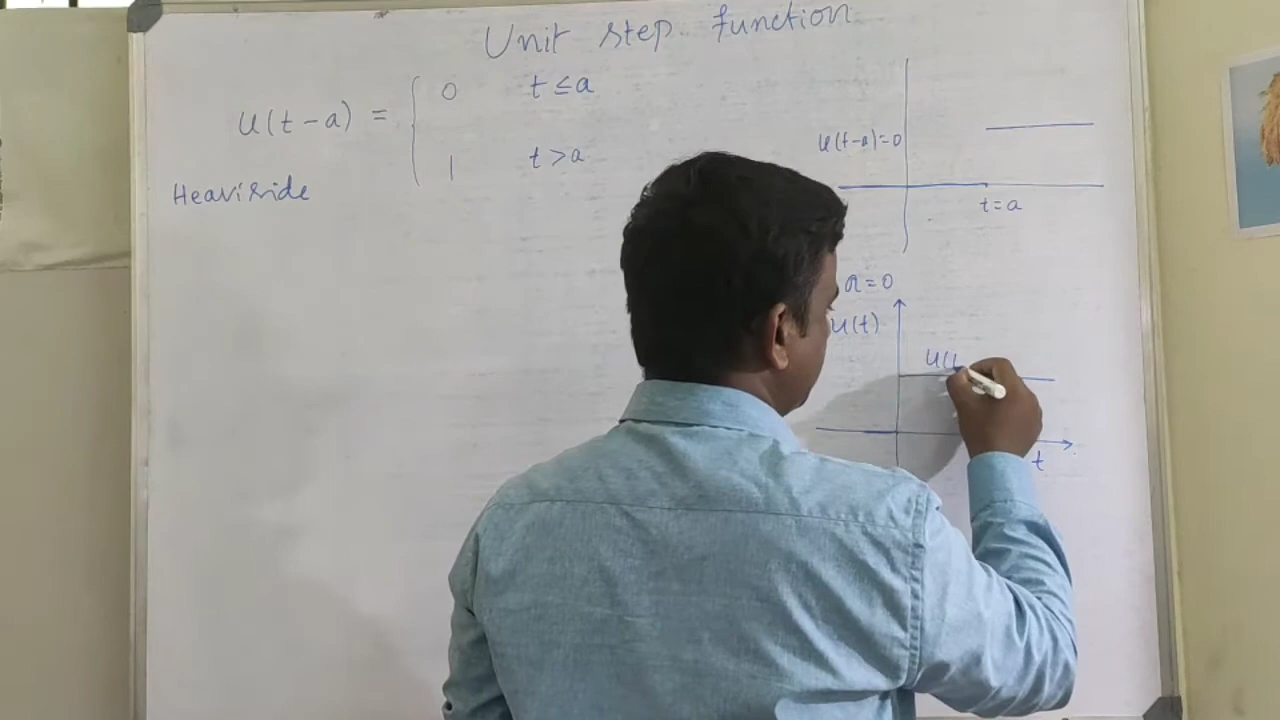 Unit step function
u(t-a) = { 0 t ≤ a
1 t > a
Heaviside
u(t-a)=0
t=a
a=0
u(t)
u(t
t